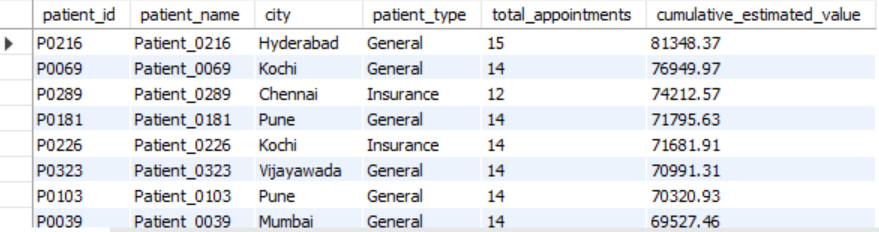 patient_id patient_name city patient_type total_appointments cumulative_estimated_value
P0216 Patient_0216 Hyderabad General 15 81348.37
P0069 Patient_0069 Kochi General 14 76949.97
P0289 Patient_0289 Chennai Insurance 12 74212.57
P0181 Patient_0181 Pune General 14 71795.63
P0226 Patient_0226 Kochi Insurance 14 71681.91
P0323 Patient_0323 Vijayawada General 14 70991.31
P0103 Patient_0103 Pune General 14 70320.93
P0039 Patient_0039 Mumbai General 14 69527.46